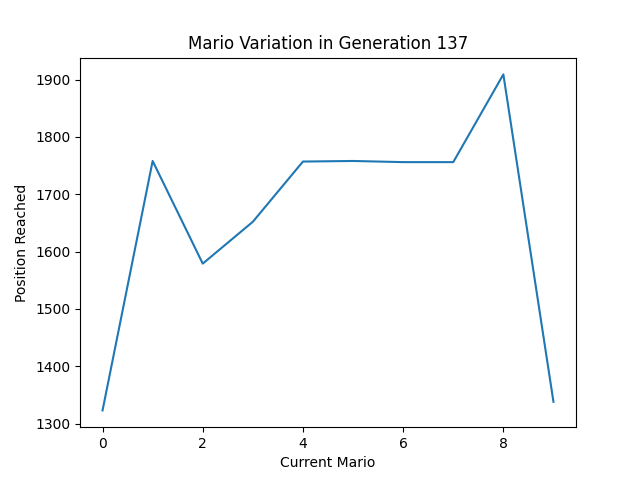 Mario Variation in Generation 137
1900
1800
1700
1600
1500
1400
1300
Position Reached
0 2 4 6 8
Current Mario